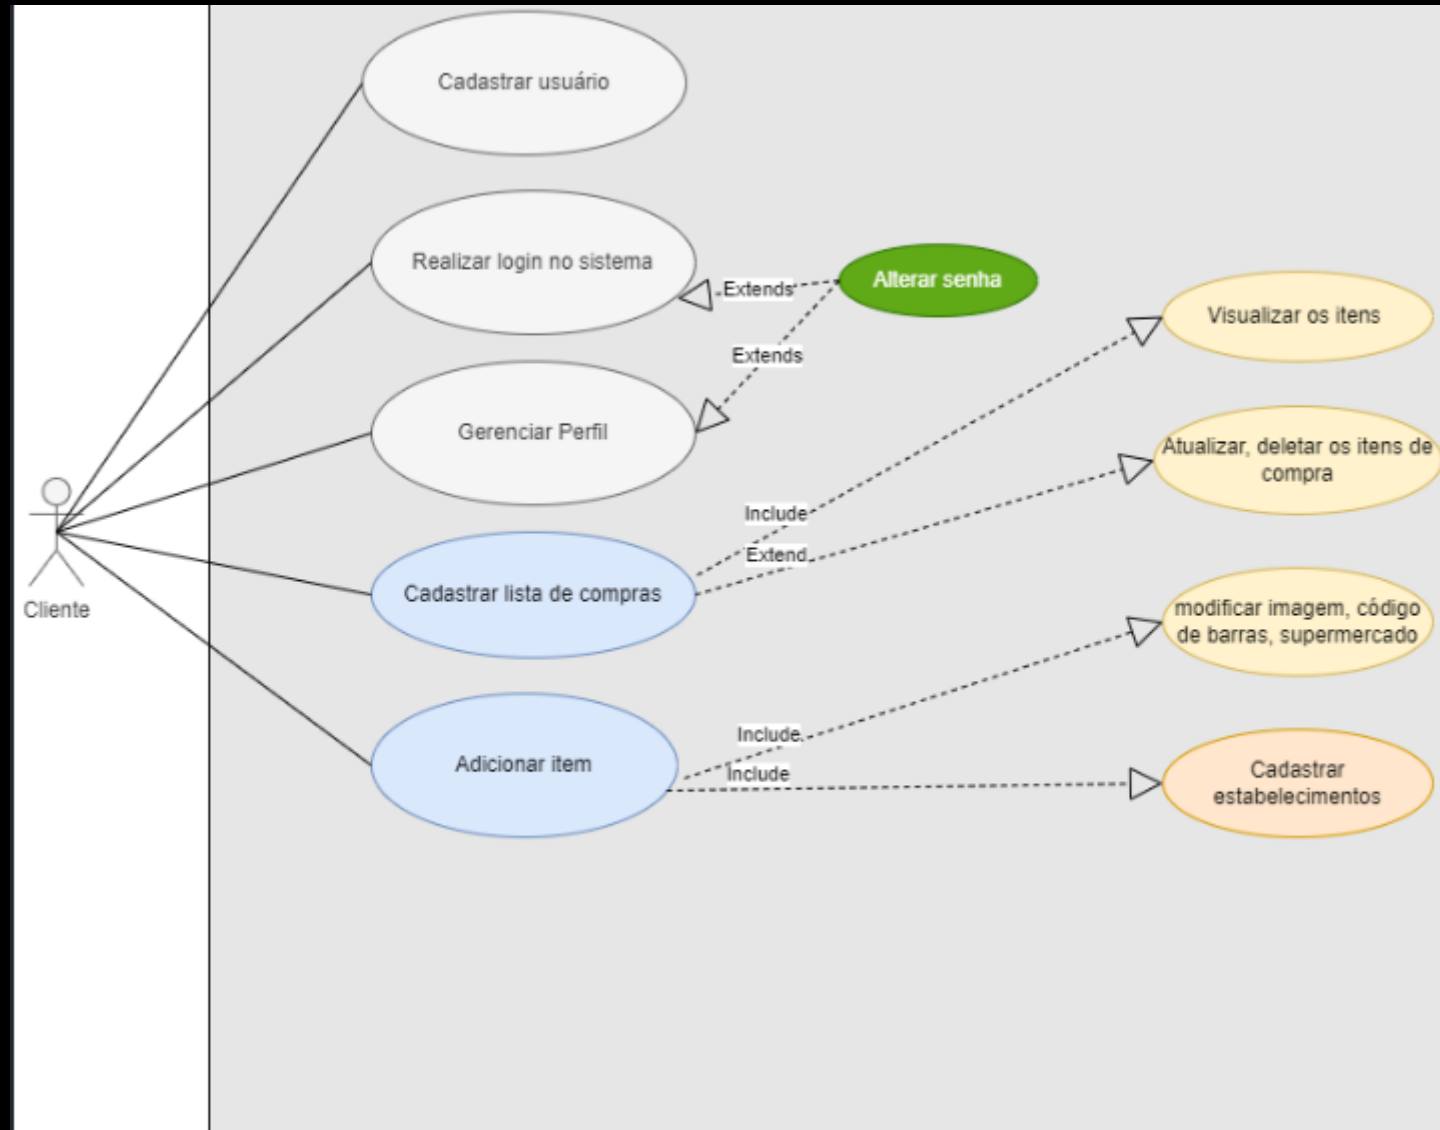 Cadastrar usuário
Realizar login no sistema
Extends
Alterar senha
Visualizar os itens
Extends
Gerenciar Perfil
Atualizar, deletar os itens de
compra
Include
Extend
Cadastrar lista de compras
Cliente
modificar imagem, código
de barras, supermercado
Include
Include
Adicionar item
Cadastrar
estabelecimentos